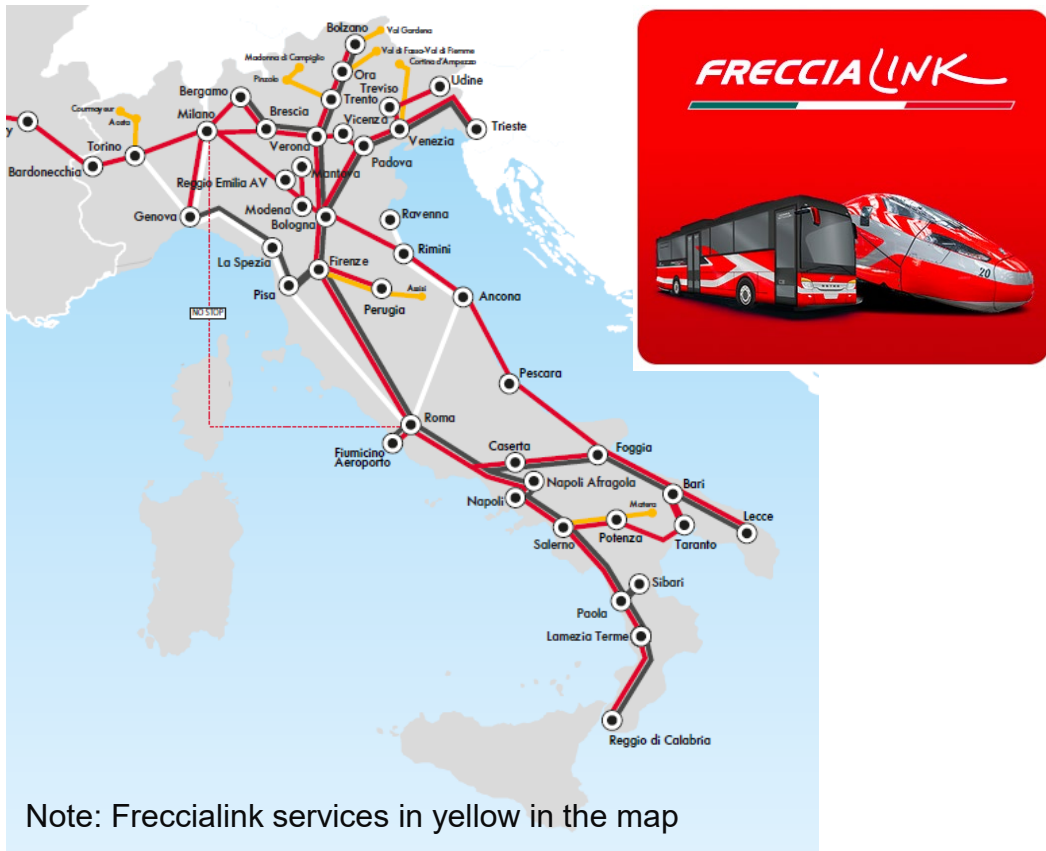 FRECCIALINK
20
Bolzano
Val Gardena
Val di Fassa-Val di Fiemme
Madonna di Campiglio
Cortina d'Ampezzo
Pinzolo
Ora
Treviso
Udine
Bergamo
Trento
Courmayeur
Aosta
Milano
Brescia
Vicenza
Trieste
y
Torino
Verona
Venezia
Padova
Bardonecchia
Mantova
Reggio Emilia AV
Genova
Modena
Ravenna
Bologna
Rimini
La Spezia
Firenze
Pisa
Assisi
Ancona
Perugia
NO STOP
Pescara
Roma
Fiumicino
Aeroporto
Caserta
Foggia
Napoli Afragola
Bari
Napoli
Matera
Lecce
Salerno
Potenza
Taranto
Sibari
Paola
Lamezia Terme
Reggio di Calabria
Note: Freccialink services in yellow in the map